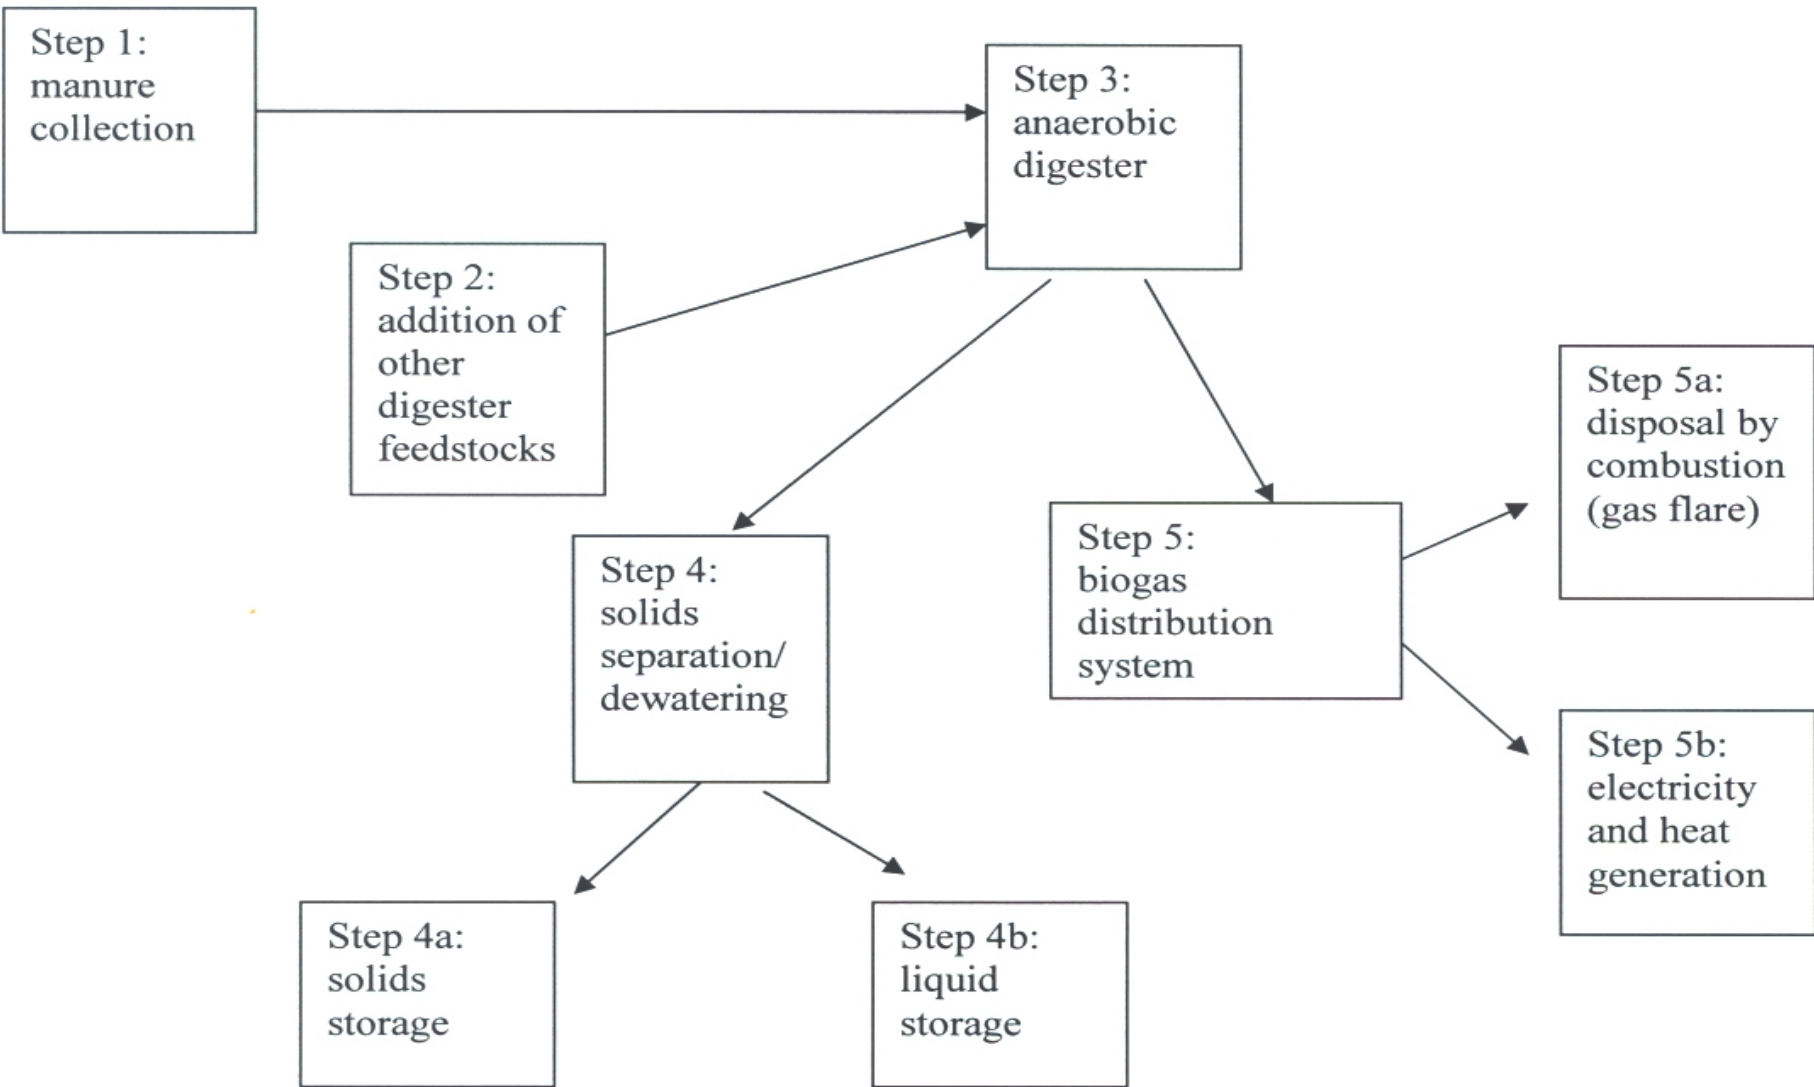 Step 1:
manure
collection
Step 2:
addition of
other
digester
feedstocks
Step 3:
anaerobic
digester
Step 4:
solids
separation/
dewatering
Step 4a:
solids
storage
Step 4b:
liquid
storage
Step 5:
biogas
distribution
system
Step 5a:
disposal by
combustion
(gas flare)
Step 5b:
electricity
and heat
generation